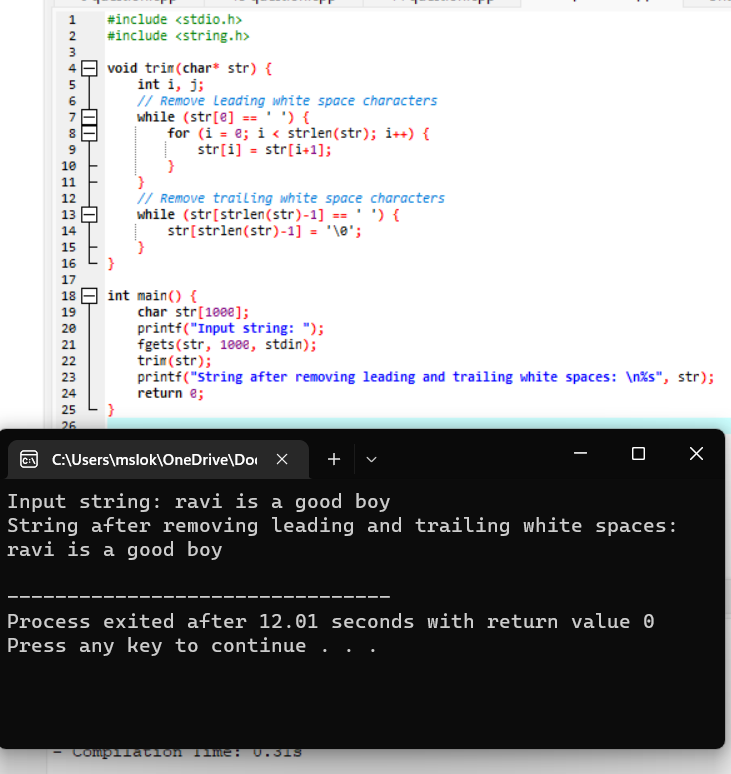 1 #include <stdio.h>
2 #include <string.h>
3
4 void trim(char* str) {
5 int i, j;
6 // Remove leading white space characters
7 while (str[0] == ' ') {
8 for (i = 0; i < strlen(str); i++) {
9 str[i] = str[i+1];
10 }
11 }
12 // Remove trailing white space characters
13 while (str[strlen(str)-1] == ' ') {
14 str[strlen(str)-1] = '\0';
15 }
16 }
17
18 int main() {
19 char str[1000];
20 printf("Input string: ");
21 fgets(str, 1000, stdin);
22 trim(str);
23 printf("String after removing leading and trailing white spaces: \n%s", str);
24 return 0;
25 }
26
C:\Users\mslok\OneDrive\Do
Input string: ravi is a good boy
String after removing leading and trailing white spaces:
ravi is a good boy
--------------------------------
Process exited after 12.01 seconds with return value 0
Press any key to continue . . .
- Compilation Time: 0.31s